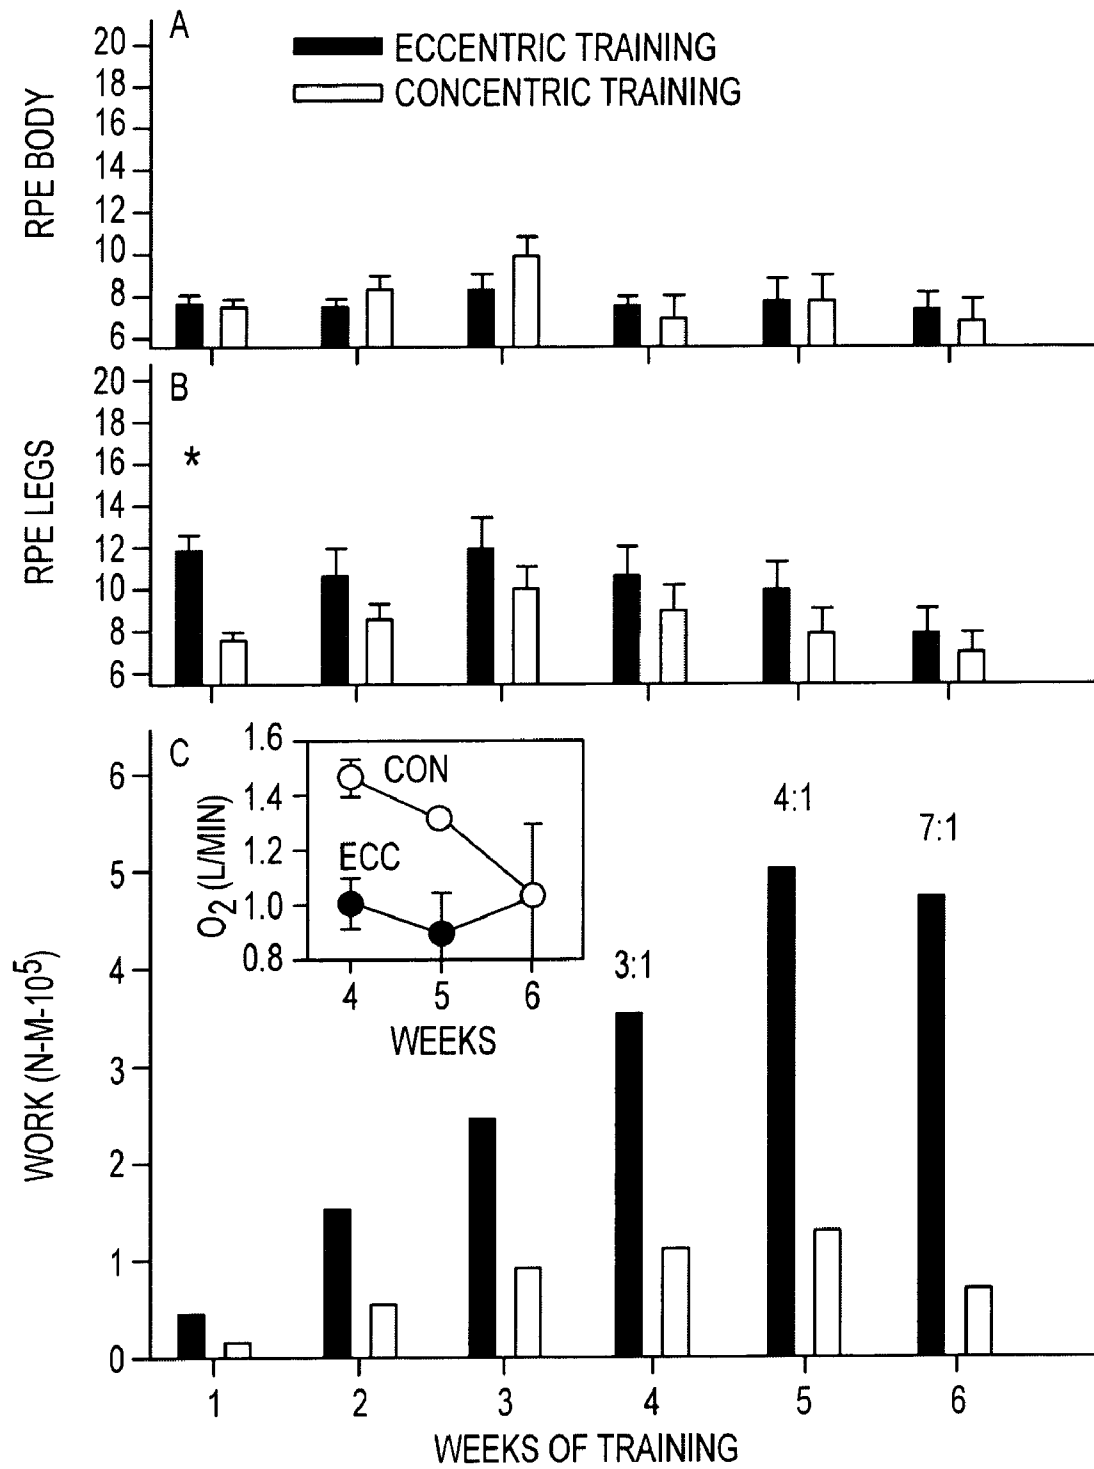 A
ECCENTRIC TRAINING
CONCENTRIC TRAINING
RPE BODY
20
18
16
14
12
10
8
6
B
*
RPE LEGS
20
18
16
14
12
10
8
6
C
WORK (N-M-10⁵)
6
5
4
3
2
1
0
1.6
1.4
1.2
1.0
0.8
O₂ (L/MIN)
CON
ECC
4 5 6
WEEKS
3:1
4:1
7:1
1 2 3 4 5 6
WEEKS OF TRAINING